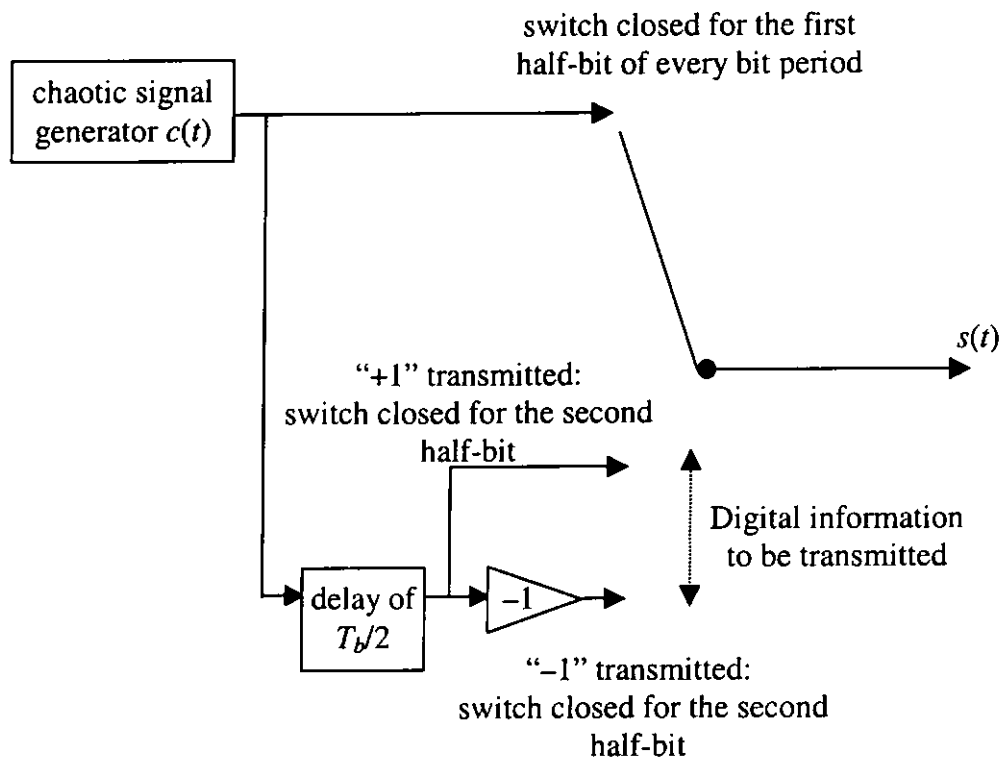 switch closed for the first
half-bit of every bit period
chaotic signal
generator c(t)
s(t)
“+1” transmitted:
switch closed for the second
half-bit
Digital information
to be transmitted
delay of
T_b/2
–1
“–1” transmitted:
switch closed for the second
half-bit